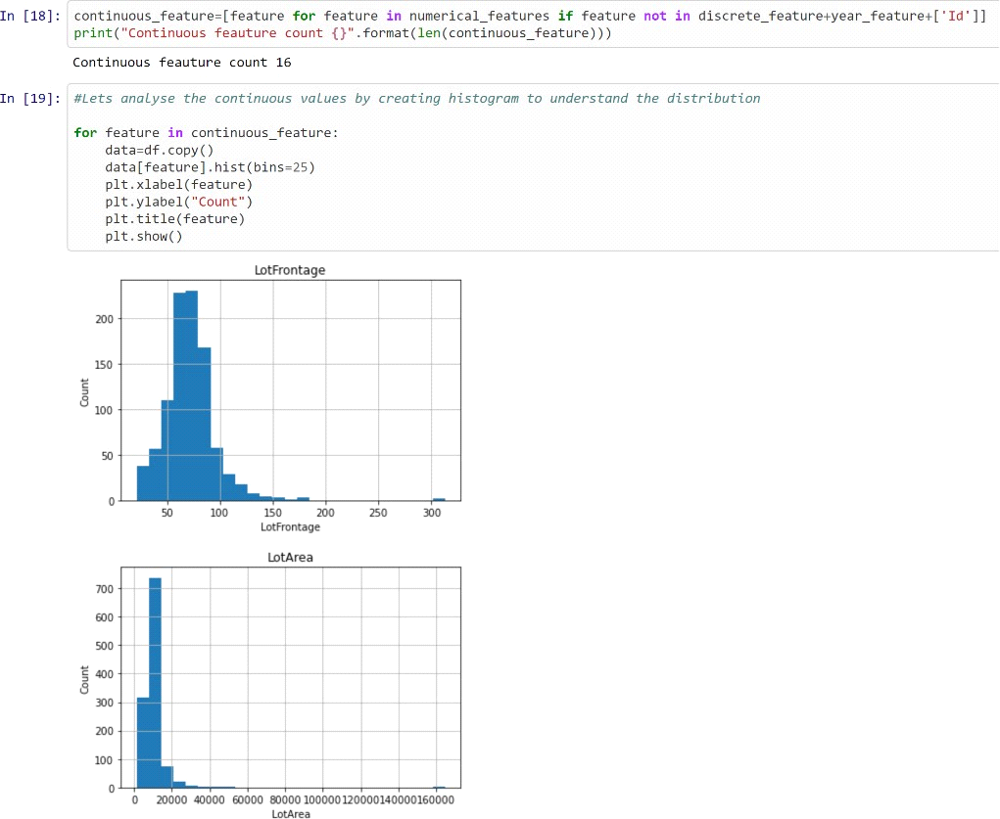 In [18]: continuous_feature=[feature for feature in numerical_features if feature not in discrete_feature+year_feature+['Id']]
print("Continuous feauture count {}".format(len(continuous_feature)))
Continuous feauture count 16
In [19]: #Lets analyse the continuous values by creating histogram to understand the distribution
for feature in continuous_feature:
    data=df.copy()
    data[feature].hist(bins=25)
    plt.xlabel(feature)
    plt.ylabel("Count")
    plt.title(feature)
    plt.show()
LotFrontage
200
150
100
50
0
Count
50 100 150 200 250 300
LotFrontage
LotArea
700
600
500
400
300
200
100
0
Count
0 20000 40000 60000 80000 100000 120000 140000 160000
LotArea